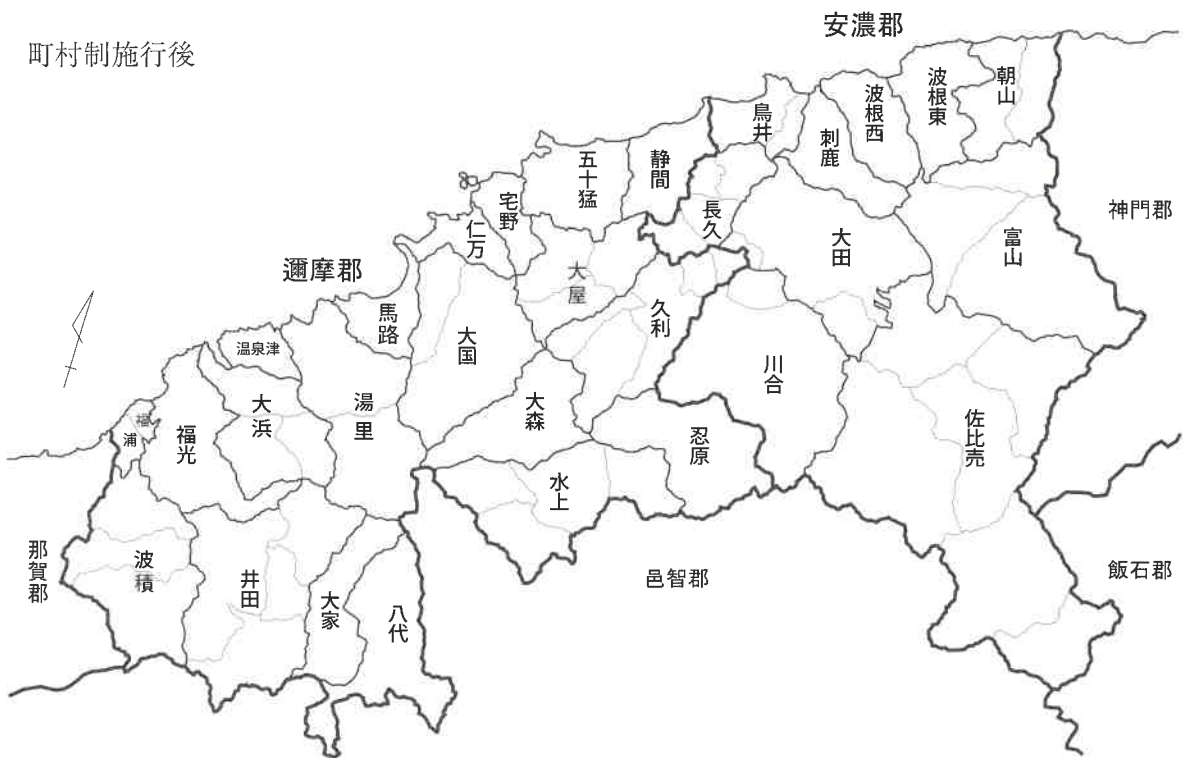 町村制施行後
安濃郡
朝山
波根東
波根西
刺鹿
鳥井
長久
大田
富山
川合
佐比売
神門郡
飯石郡
邑智郡
邇摩郡
静間
五十猛
宅野
仁万
大屋
久利
大国
馬路
湯里
温泉津
大浜
福光
福浦
大森
忍原
水上
波積
井田
大家
八代
那賀郡